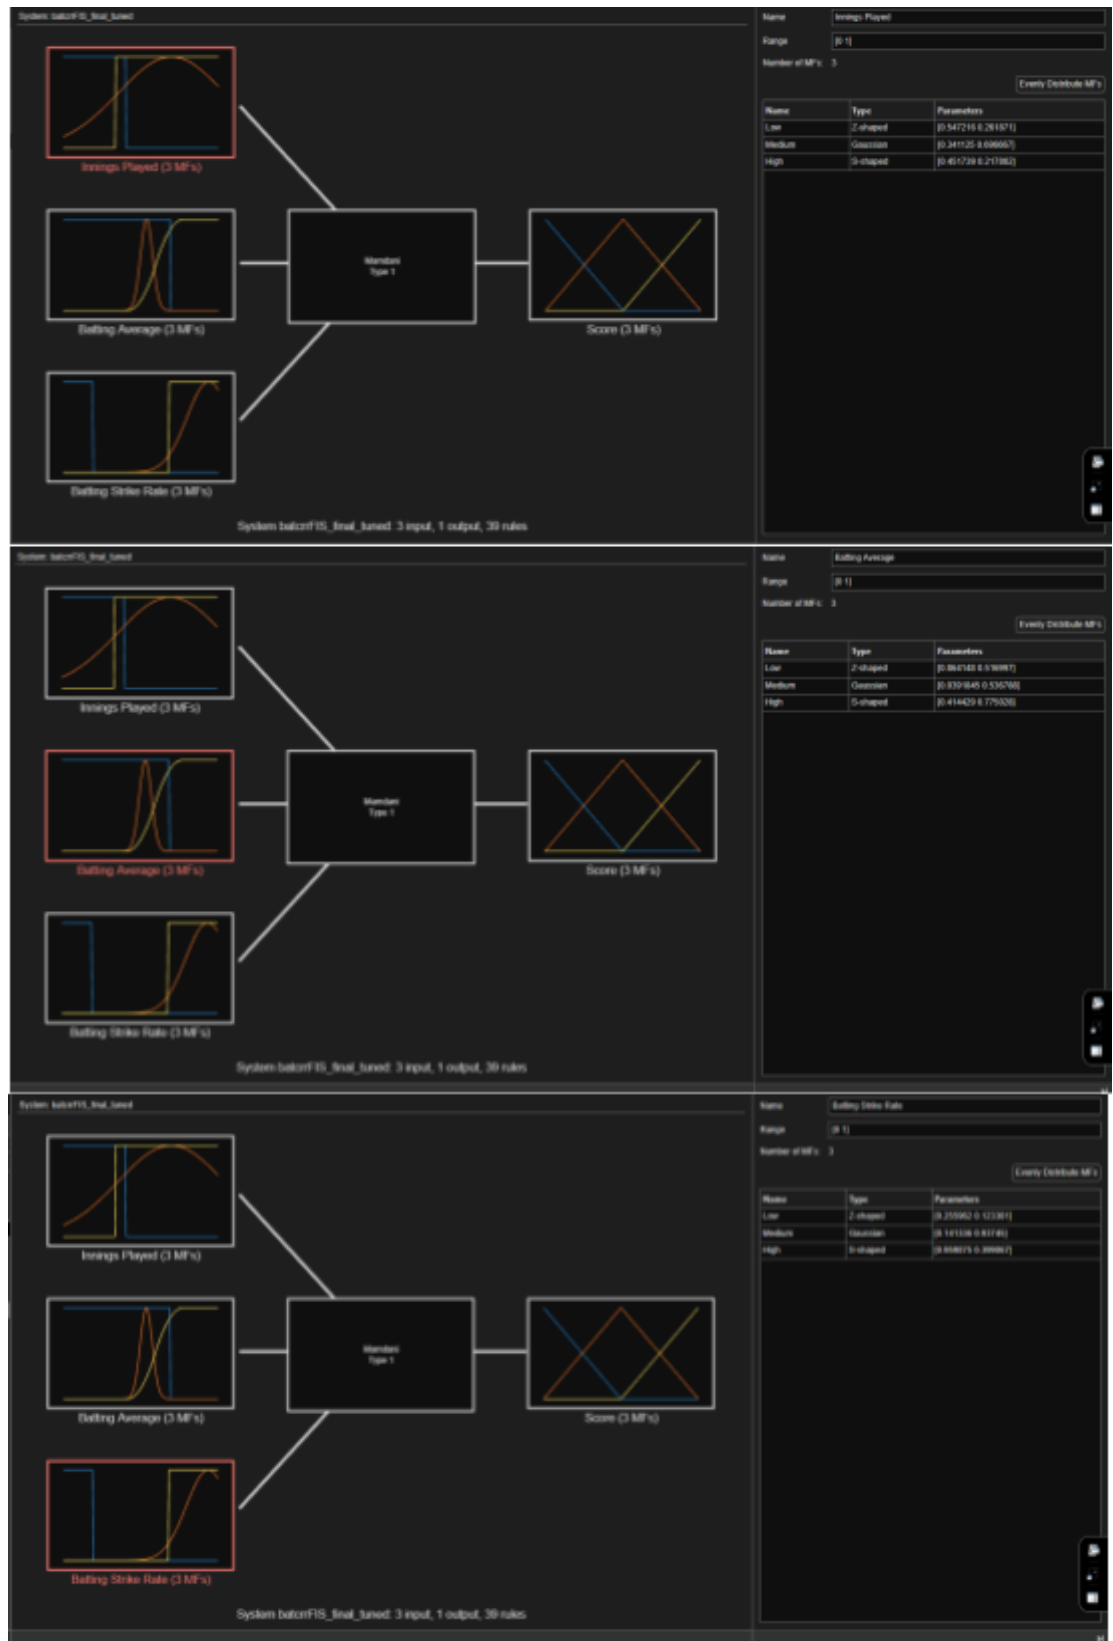 System: batcrrFIS_final_tuned
Innings Played (3 MFs)
Batting Average (3 MFs)
Batting Strike Rate (3 MFs)
Mamdani
Type 1
Score (3 MFs)
System batcrrFIS_final_tuned: 3 input, 1 output, 39 rules
Name Innings Played
Range [0 1]
Number of MFs: 3
Evenly Distribute MFs
Name Type Parameters
Low Z-shaped
Medium Gaussian
High S-shaped
System: batcrrFIS_final_tuned
Innings Played (3 MFs)
Batting Average (3 MFs)
Batting Strike Rate (3 MFs)
Mamdani
Type 1
Score (3 MFs)
System batcrrFIS_final_tuned: 3 input, 1 output, 39 rules
Name Batting Average
Range [0 1]
Number of MFs: 3
Evenly Distribute MFs
Name Type Parameters
Low Z-shaped
Medium Gaussian
High S-shaped
System: batcrrFIS_final_tuned
Innings Played (3 MFs)
Batting Average (3 MFs)
Batting Strike Rate (3 MFs)
Mamdani
Type 1
Score (3 MFs)
System batcrrFIS_final_tuned: 3 input, 1 output, 39 rules
Name Batting Strike Rate
Range [0 1]
Number of MFs: 3
Evenly Distribute MFs
Name Type Parameters
Low Z-shaped
Medium Gaussian
High S-shaped